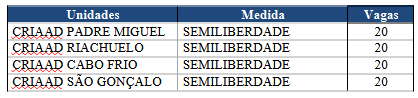 Unidades Medida Vagas
CRIAAD PADRE MIGUEL SEMILIBERDADE 20
CRIAAD RIACHUELO SEMILIBERDADE 20
CRIAAD CABO FRIO SEMILIBERDADE 20
CRIAAD SÃO GONÇALO SEMILIBERDADE 20